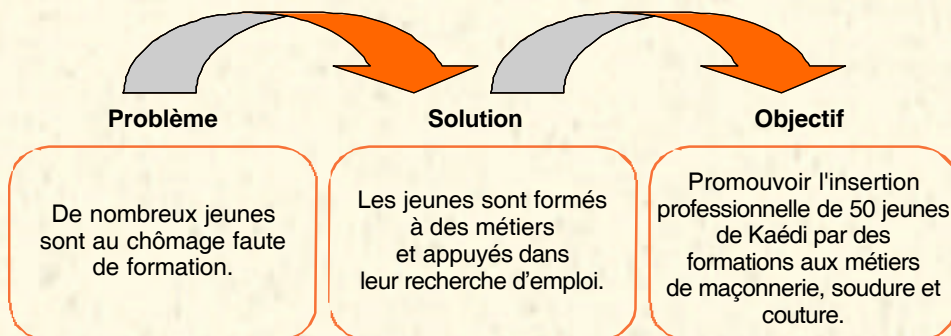 Problème
De nombreux jeunes
sont au chômage faute
de formation.
Solution
Les jeunes sont formés
à des métiers
et appuyés dans
leur recherche d'emploi.
Objectif
Promouvoir l'insertion
professionnelle de 50 jeunes
de Kaédi par des
formations aux métiers
de maçonnerie, soudure et
couture.